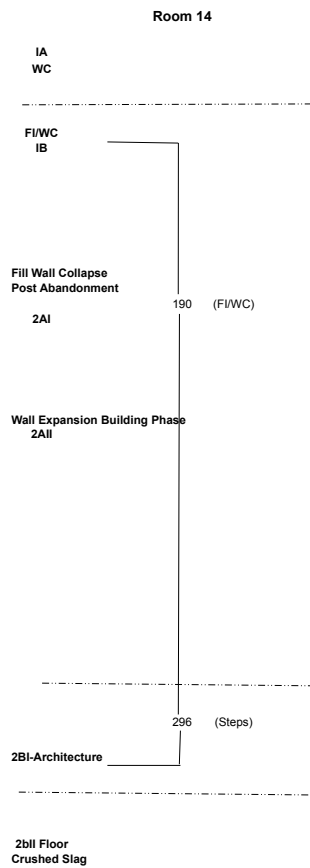 Room 14
IA
WC
FI/WC
IB
Fill Wall Collapse
Post Abandonment
190 (FI/WC)
2AI
Wall Expansion Building Phase
2AII
296 (Steps)
2BI-Architecture
2bII Floor
Crushed Slag